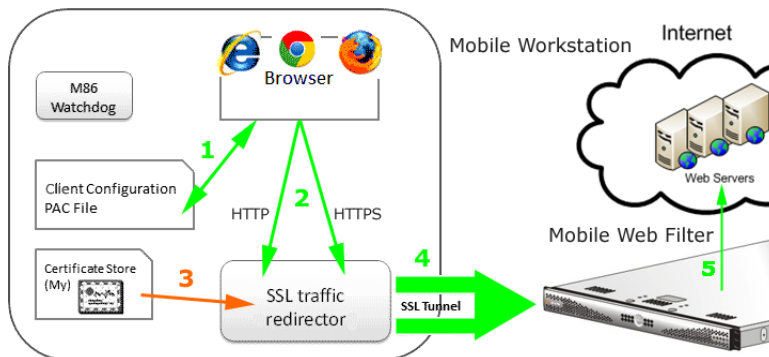 Internet
Mobile Workstation
Browser
M86
Watchdog
1
Client Configuration
PAC File
2
HTTP
HTTPS
Web Servers
Mobile Web Filter
Certificate Store
(My)
3
SSL traffic
redirector
4
SSL Tunnel
5